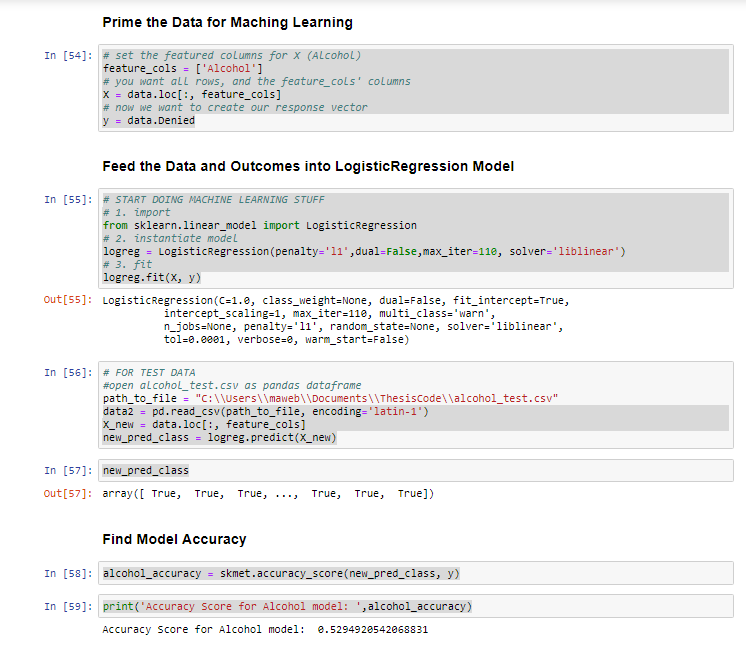 Prime the Data for Maching Learning
In [54]: # set the featured columns for X (Alcohol)
feature_cols = ['Alcohol']
# you want all rows, and the feature_cols' columns
X = data.loc[:, feature_cols]
# now we want to create our response vector
y = data.Denied
Feed the Data and Outcomes into LogisticRegression Model
In [55]: # START DOING MACHINE LEARNING STUFF
# 1. import
from sklearn.linear_model import LogisticRegression
# 2. instantiate model
logreg = LogisticRegression(penalty='l1',dual=False,max_iter=110, solver='liblinear')
# 3. fit
logreg.fit(X, y)
Out[55]: LogisticRegression(C=1.0, class_weight=None, dual=False, fit_intercept=True,
intercept_scaling=1, max_iter=110, multi_class='warn',
n_jobs=None, penalty='l1', random_state=None, solver='liblinear',
tol=0.0001, verbose=0, warm_start=False)
In [56]: # FOR TEST DATA
#open alcohol_test.csv as pandas dataframe
path_to_file = "C:\\Users\\maweb\\Documents\\ThesisCode\\alcohol_test.csv"
data2 = pd.read_csv(path_to_file, encoding='latin-1')
X_new = data.loc[:, feature_cols]
new_pred_class = logreg.predict(X_new)
In [57]: new_pred_class
Out[57]: array([ True,  True,  True, ...,  True,  True,  True])
Find Model Accuracy
In [58]: alcohol_accuracy = skmet.accuracy_score(new_pred_class, y)
In [59]: print('Accuracy Score for Alcohol model: ',alcohol_accuracy)
Accuracy Score for Alcohol model:  0.5294920542068831